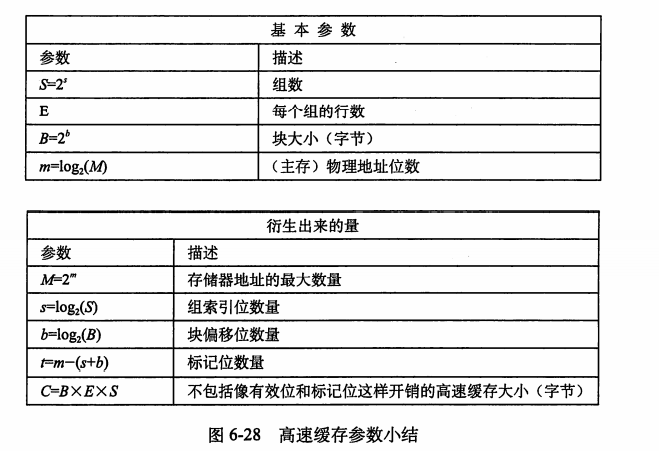 基本参数
参数 描述
S=2^s 组数
E 每个组的行数
B=2^b 块大小（字节）
m=log₂(M) （主存）物理地址位数
衍生出来的量
参数 描述
M=2^m 存储器地址的最大数量
s=log₂(S) 组索引位数量
b=log₂(B) 块偏移位数量
t=m−(s+b) 标记位数量
C=B×E×S 不包括像有效位和标记位这样开销的高速缓存大小（字节）
图 6-28 高速缓存参数小结